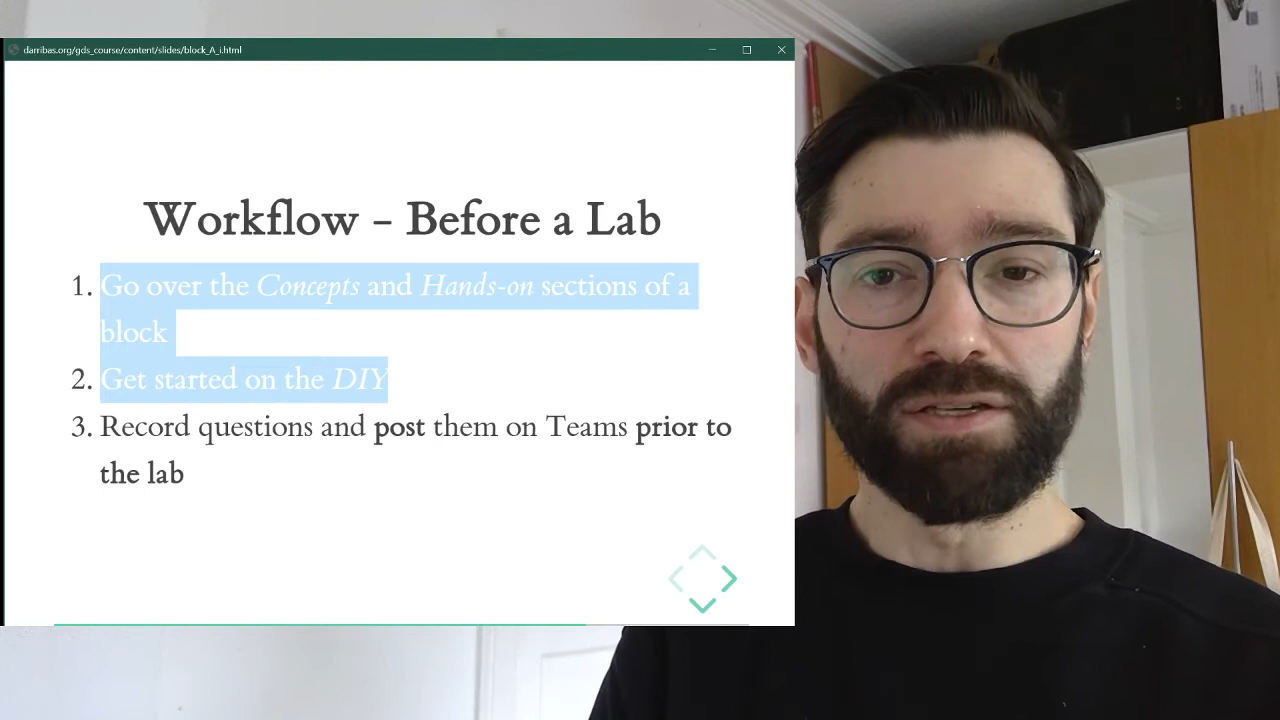 darribas.org/gds_course/content/slides/block_A_i.html
Workflow - Before a Lab
1. Go over the Concepts and Hands-on sections of a
block
2. Get started on the DIY
3. Record questions and post them on Teams prior to
the lab